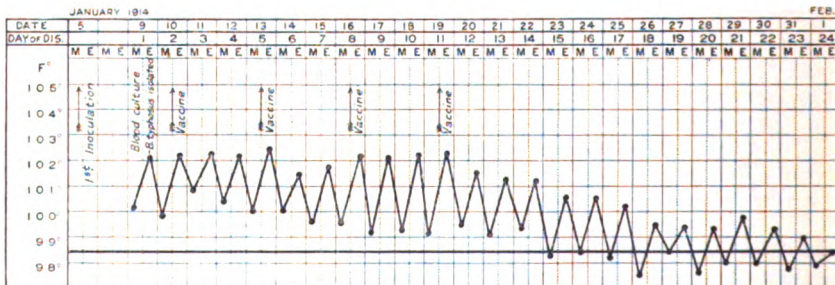 JANUARY 1914 FEB.
DATE 5 9 10 11 12 13 14 15 16 17 18 19 20 21 22 23 24 25 26 27 28 29 30 31 1
DAY OF DIS. 1 2 3 4 5 6 7 8 9 10 11 12 13 14 15 16 17 18 19 20 21 22 23 24
M E M E M E M E M E M E M E M E M E M E M E M E M E M E M E M E M E M E M E M E M E M E M E M E M E M E
F°
105°
104°
103°
102°
101°
100°
99°
98°
1st Inoculation
Blood culture
-B. typhosus isolated
Vaccine
Vaccine
Vaccine
Vaccine